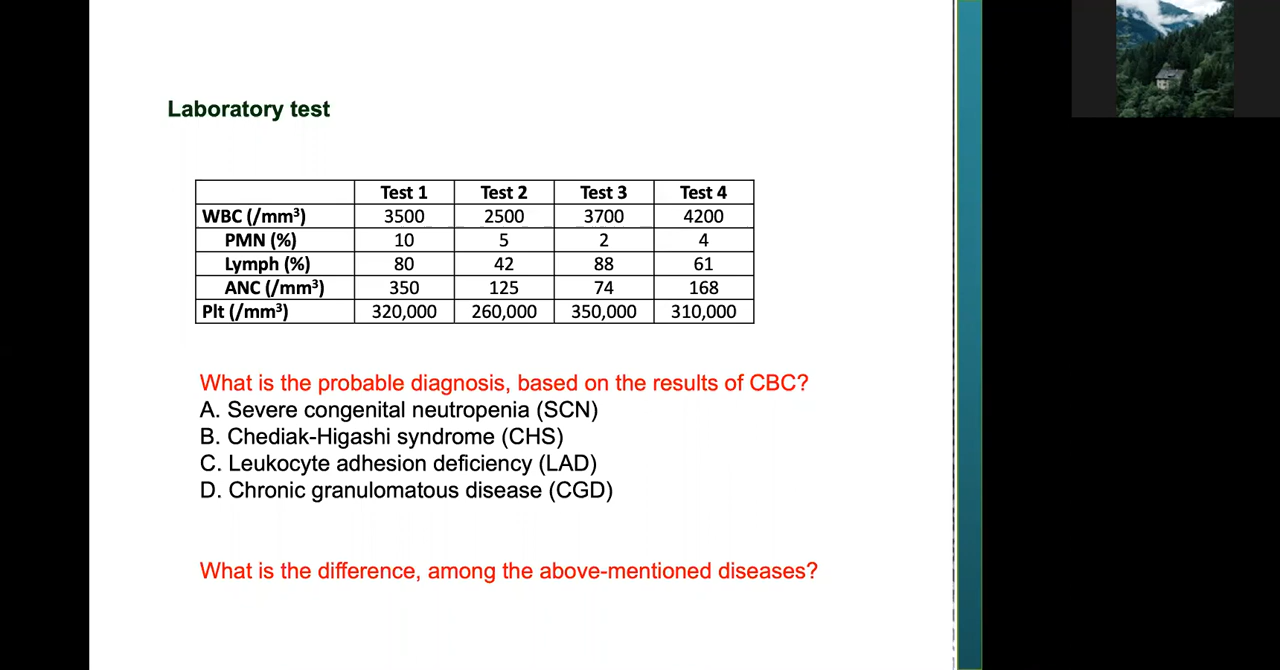 Laboratory test
Test 1 Test 2 Test 3 Test 4
WBC (/mm³) 3500 2500 3700 4200
PMN (%) 10 5 2 4
Lymph (%) 80 42 88 61
ANC (/mm³) 350 125 74 168
Plt (/mm³) 320,000 260,000 350,000 310,000
What is the probable diagnosis, based on the results of CBC?
A. Severe congenital neutropenia (SCN)
B. Chediak-Higashi syndrome (CHS)
C. Leukocyte adhesion deficiency (LAD)
D. Chronic granulomatous disease (CGD)
What is the difference, among the above-mentioned diseases?